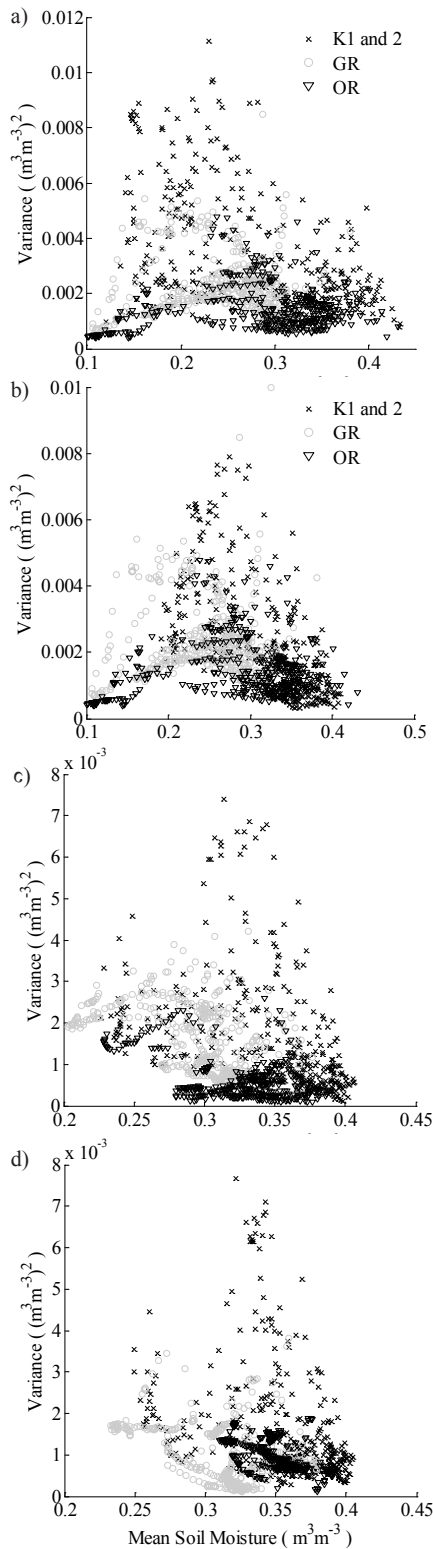 a)
0.012
0.01
0.008
0.006
0.004
0.002
0
Variance ( (m³m⁻³)²)
K1 and 2
GR
OR
0.1 0.2 0.3 0.4
b)
0.01
0.008
0.006
0.004
0.002
0
Variance ( (m³m⁻³)²)
K1 and 2
GR
OR
0.1 0.2 0.3 0.4 0.5
c)
x 10⁻³
8
7
6
5
4
3
2
1
0
Variance ( (m³m⁻³)²)
0.2 0.25 0.3 0.35 0.4 0.45
d)
x 10⁻³
8
7
6
5
4
3
2
1
0
Variance ( (m³m⁻³)²)
0.2 0.25 0.3 0.35 0.4 0.45
Mean Soil Moisture ( m³m⁻³)